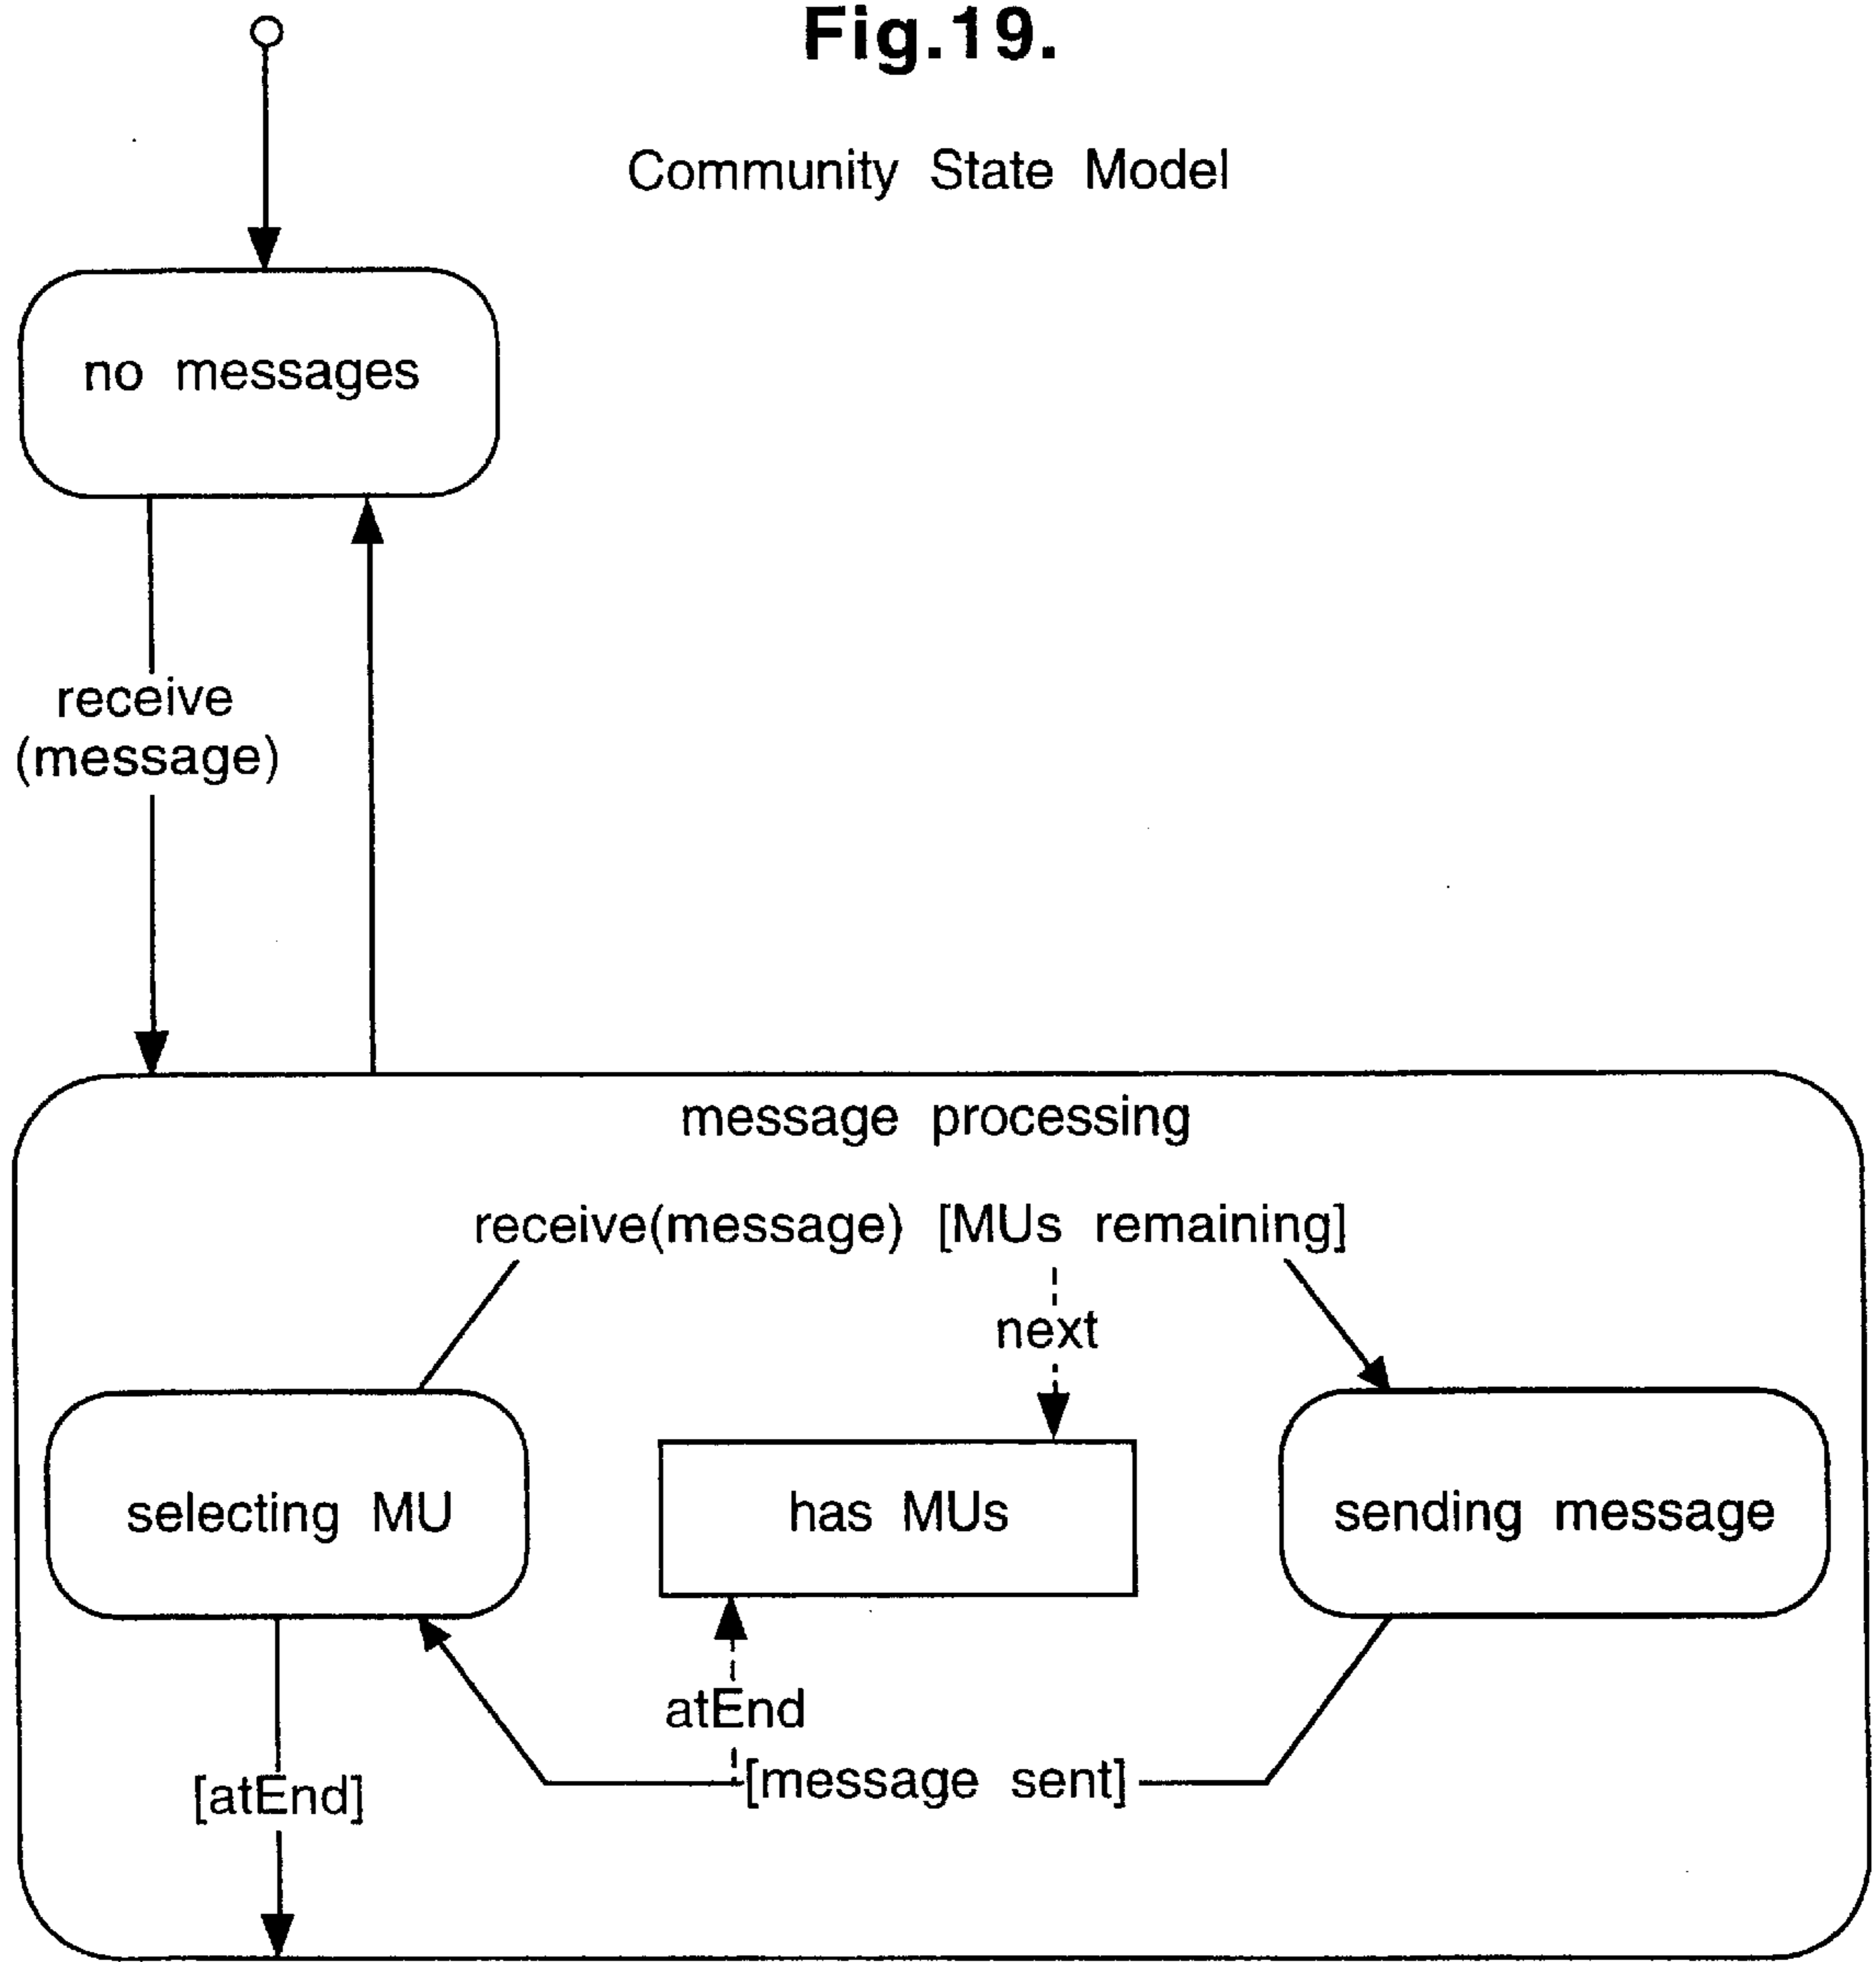 Fig.19.
Community State Model
no messages
receive
(message)
message processing
receive(message) [MUs remaining]
next
selecting MU
has MUs
sending message
atEnd
[message sent]
[atEnd]